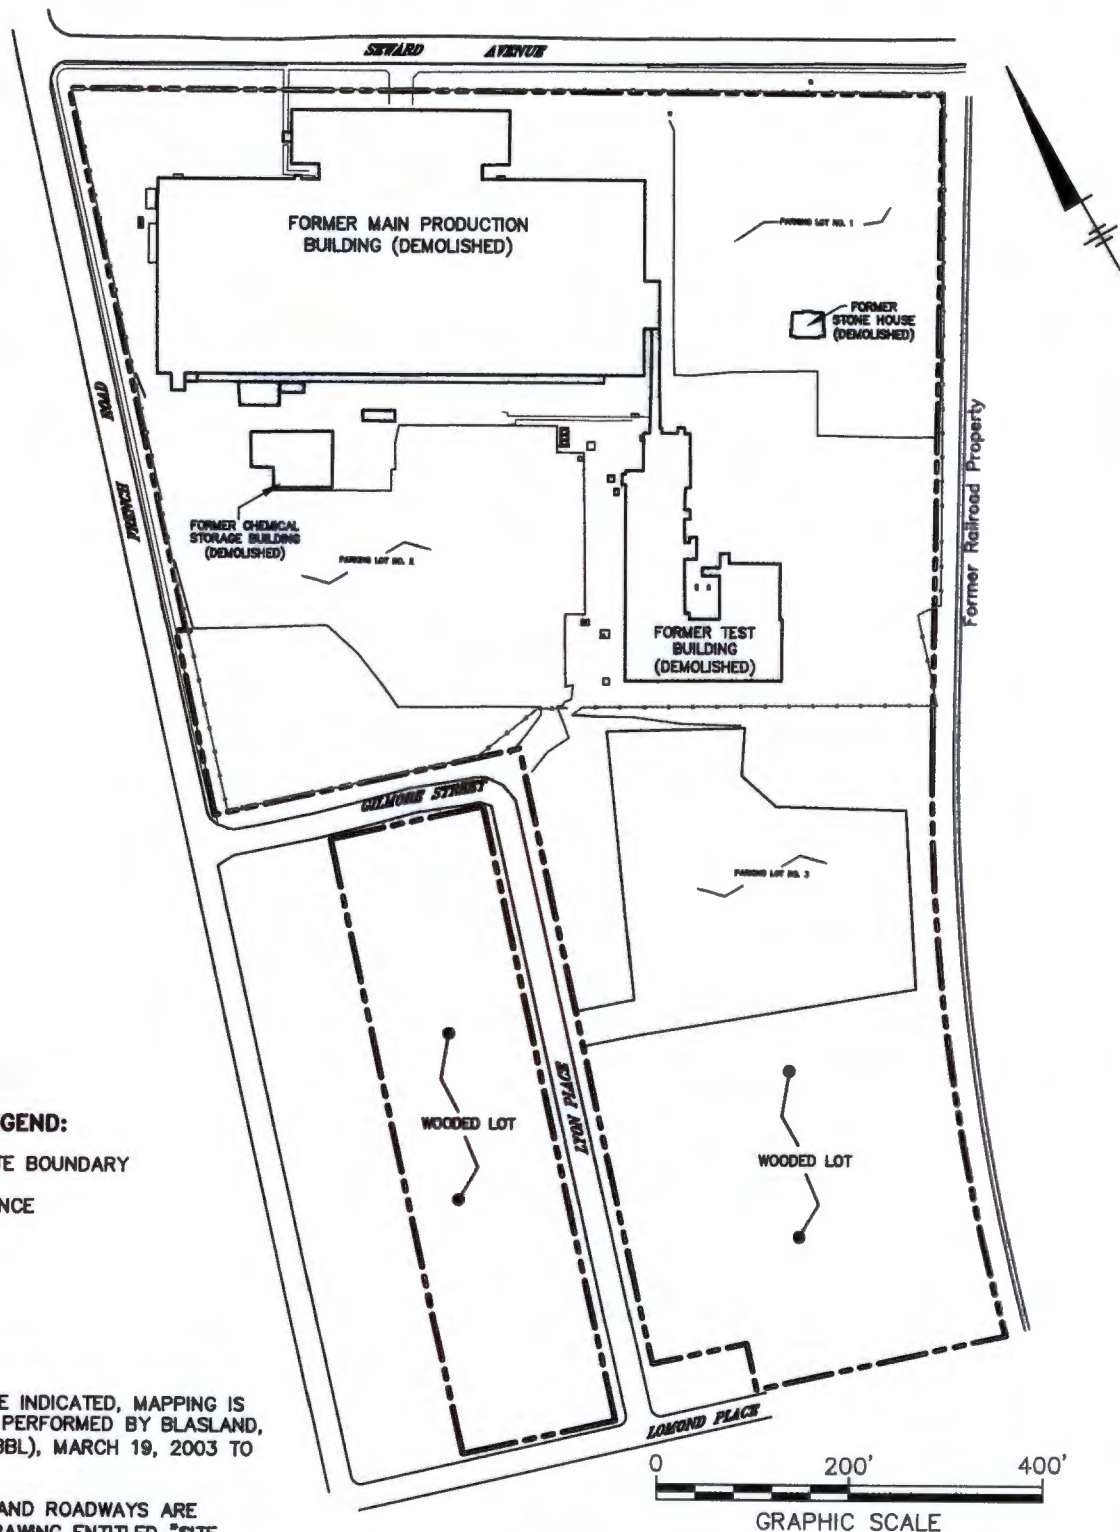 SEWARD AVENUE
FORMER MAIN PRODUCTION
BUILDING (DEMOLISHED)
PARKING LOT NO. 1
FORMER
STONE HOUSE
(DEMOLISHED)
FRENCH ROAD
Former Railroad Property
FORMER CHEMICAL
STORAGE BUILDING
(DEMOLISHED)
PARKING LOT NO. 2
FORMER TEST
BUILDING
(DEMOLISHED)
GILMORE STREET
PARKING LOT NO. 3
LYON PLACE
WOODED LOT
WOODED LOT
GEND:
TE BOUNDARY
NCE
E INDICATED, MAPPING IS
PERFORMED BY BLASLAND,
BBL), MARCH 19, 2003 TO
AND ROADWAYS ARE
RAWING ENTITLED "SITE
LOMOND PLACE
0 200' 400'
GRAPHIC SCALE